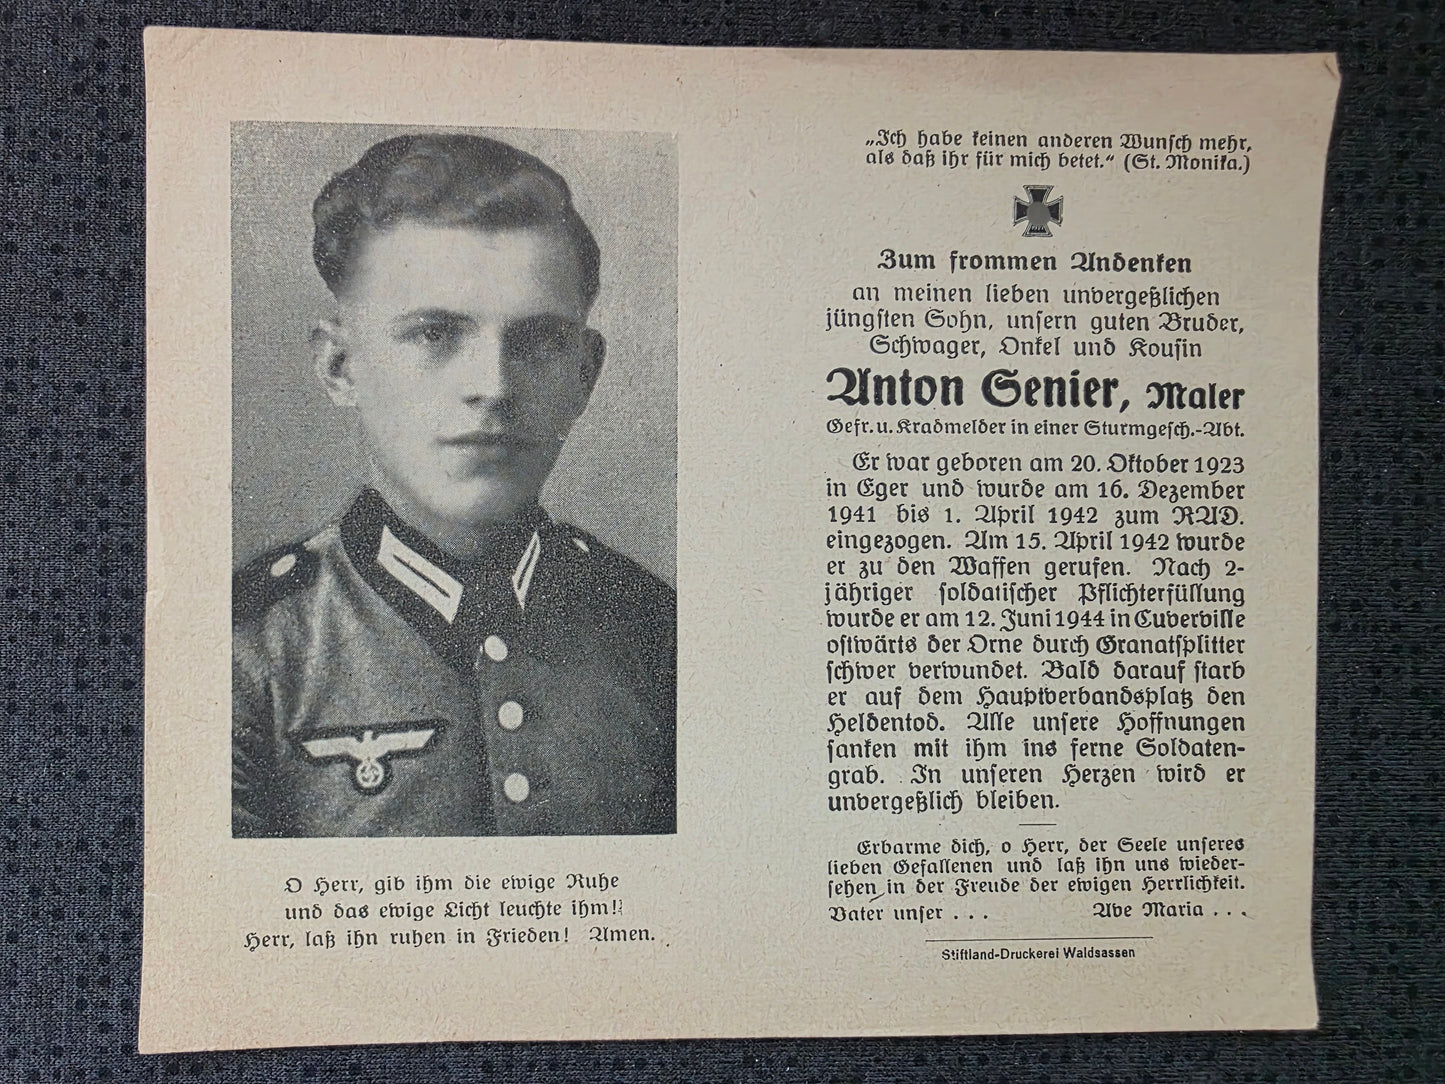 O Herr, gib ihm die ewige Ruhe
und das ewige Licht leuchte ihm!
Herr, laß ihn ruhen in Frieden! Amen.
„Ich habe keinen anderen Wunsch mehr,
als daß ihr für mich betet.“ (St. Monika.)
Zum frommen Andenken
an meinen lieben unvergeßlichen
jüngsten Sohn, unsern guten Bruder,
Schwager, Onkel und Kousin
Anton Senier, Maler
Gefr. u. Kradmelder in einer Sturmgesch.-Abt.
Er war geboren am 20. Oktober 1923
in Eger und wurde am 16. Dezember
1941 bis 1. April 1942 zum RAD.
eingezogen. Am 15. April 1942 wurde
er zu den Waffen gerufen. Nach 2-
jähriger soldatischer Pflichterfüllung
wurde er am 12. Juni 1944 in Cuverville
ostwärts der Orne durch Granatsplitter
schwer verwundet. Bald darauf starb
er auf dem Hauptverbandsplatz den
Heldentod. Alle unsere Hoffnungen
sanken mit ihm ins ferne Soldaten-
grab. In unseren Herzen wird er
unvergeßlich bleiben.
Erbarme dich, o Herr, der Seele unseres
lieben Gefallenen und laß ihn uns wieder-
sehen in der Freude der ewigen Herrlichkeit.
Vater unser . . . Ave Maria . . .
Stiftland-Druckerei Waldsassen